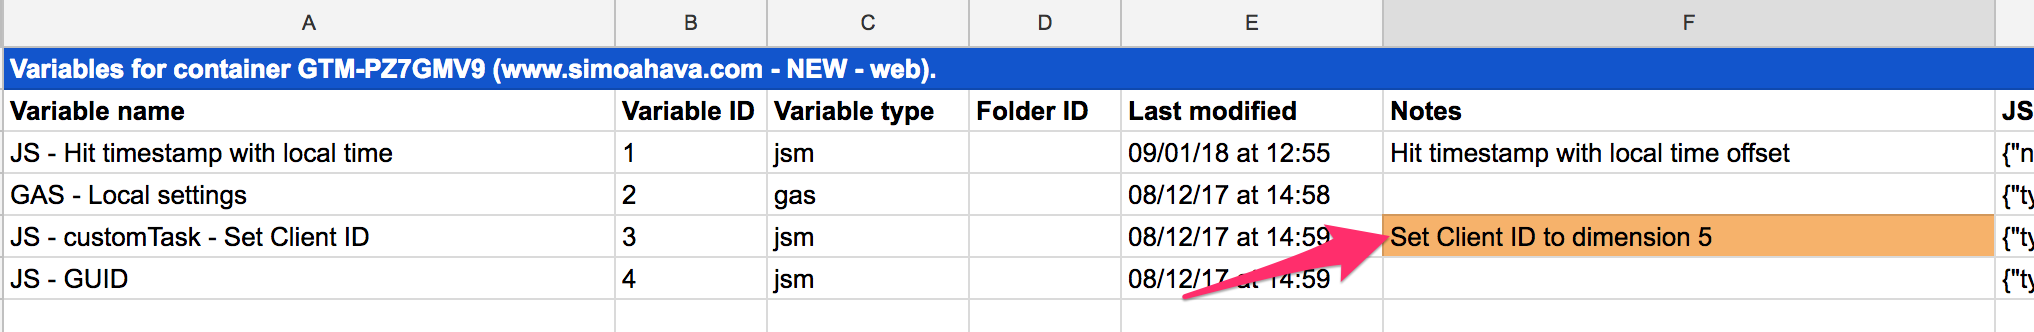 A B C D E F
Variables for container GTM-PZ7GMV9 (www.simoahava.com - NEW - web).
Variable name Variable ID Variable type Folder ID Last modified Notes JS
JS - Hit timestamp with local time 1 jsm 09/01/18 at 12:55 Hit timestamp with local time offset {"n
GAS - Local settings 2 gas 08/12/17 at 14:58 {"ty
JS - customTask - Set Client ID 3 jsm 08/12/17 at 14:59 Set Client ID to dimension 5 {"ty
JS - GUID 4 jsm 08/12/17 at 14:59 {"ty